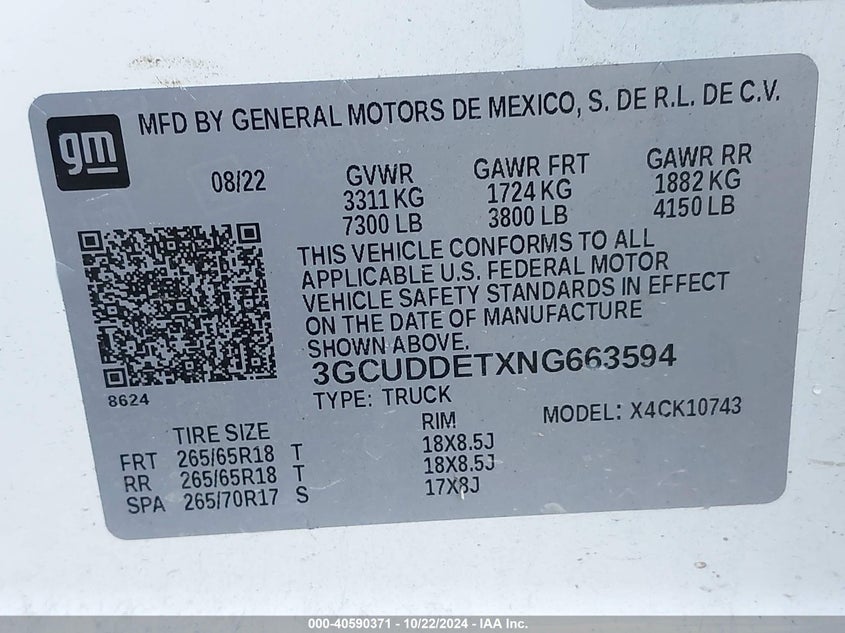 gm
MFD BY GENERAL MOTORS DE MEXICO, S. DE R.L. DE C.V.
08/22 GVWR GAWR FRT GAWR RR
3311 KG 1724 KG 1882 KG
7300 LB 3800 LB 4150 LB
THIS VEHICLE CONFORMS TO ALL
APPLICABLE U.S. FEDERAL MOTOR
VEHICLE SAFETY STANDARDS IN EFFECT
ON THE DATE OF MANUFACTURE
SHOWN ABOVE.
3GCUDDETXNG663594
8624
TYPE: TRUCK MODEL: X4CK10743
TIRE SIZE RIM
FRT 265/65R18 T 18X8.5J
RR 265/65R18 T 18X8.5J
SPA 265/70R17 S 17X8J
000-40590371 - 10/22/2024 - IAA Inc.